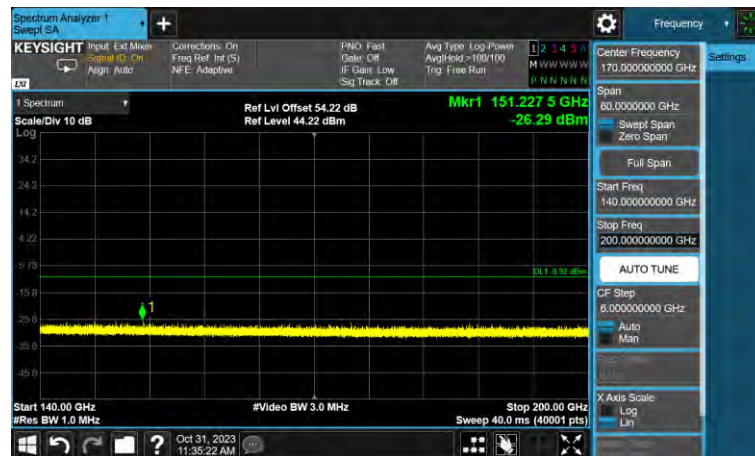 Spectrum Analyzer 1
Swept SA
Frequency
KEYSIGHT
Input: Ext Mixer
Signal ID: On
Align: Auto
Corrections: On
Freq Ref: Int (S)
NFE: Adaptive
PNO: Fast
Gate: Off
IF Gain: Low
Sig Track: Off
Avg Type: Log-Power
Avg|Hold:>100/100
Trig: Free Run
1 2 3 4 5 6
M W W W W W
P N N N N N
LXI
1 Spectrum
Scale/Div 10 dB
Log
Ref Lvl Offset 54.22 dB
Ref Level 44.22 dBm
Mkr1 151.227 5 GHz
-26.29 dBm
34.2
24.2
14.2
4.22
-5.78
-15.8
-25.8
-35.8
-45.8
1
Start 140.00 GHz
#Res BW 1.0 MHz
#Video BW 3.0 MHz
Stop 200.00 GHz
Sweep 40.0 ms (40001 pts)
Center Frequency
170.000000000 GHz
Settings
Span
60.0000000 GHz
Swept Span
Zero Span
Full Span
Start Freq
140.000000000 GHz
Stop Freq
200.000000000 GHz
AUTO TUNE
CF Step
6.000000000 GHz
Auto
Man
X Axis Scale
Log
Lin
?
Oct 31, 2023
11:35:22 AM